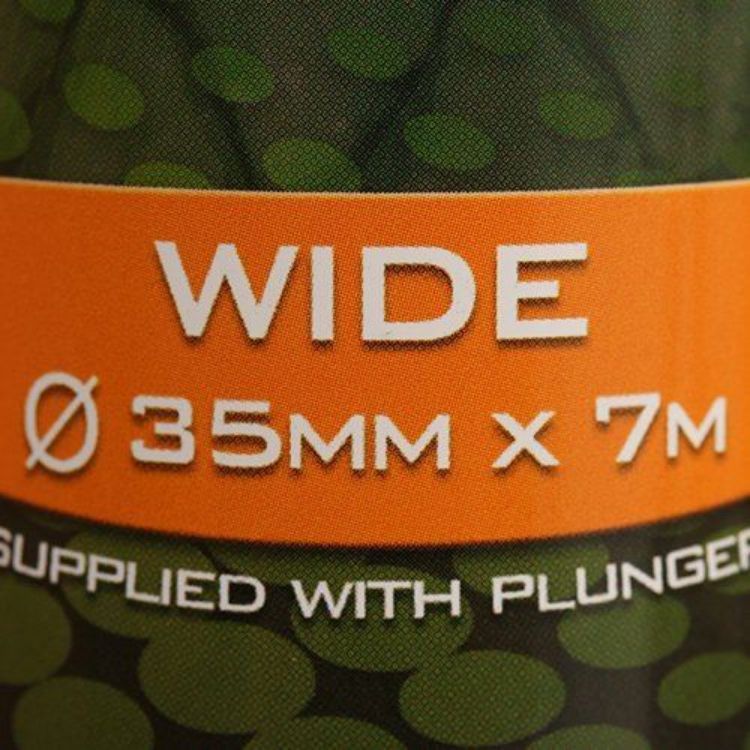 WIDE
Ø 35MM X 7M
SUPPLIED WITH PLUNGER